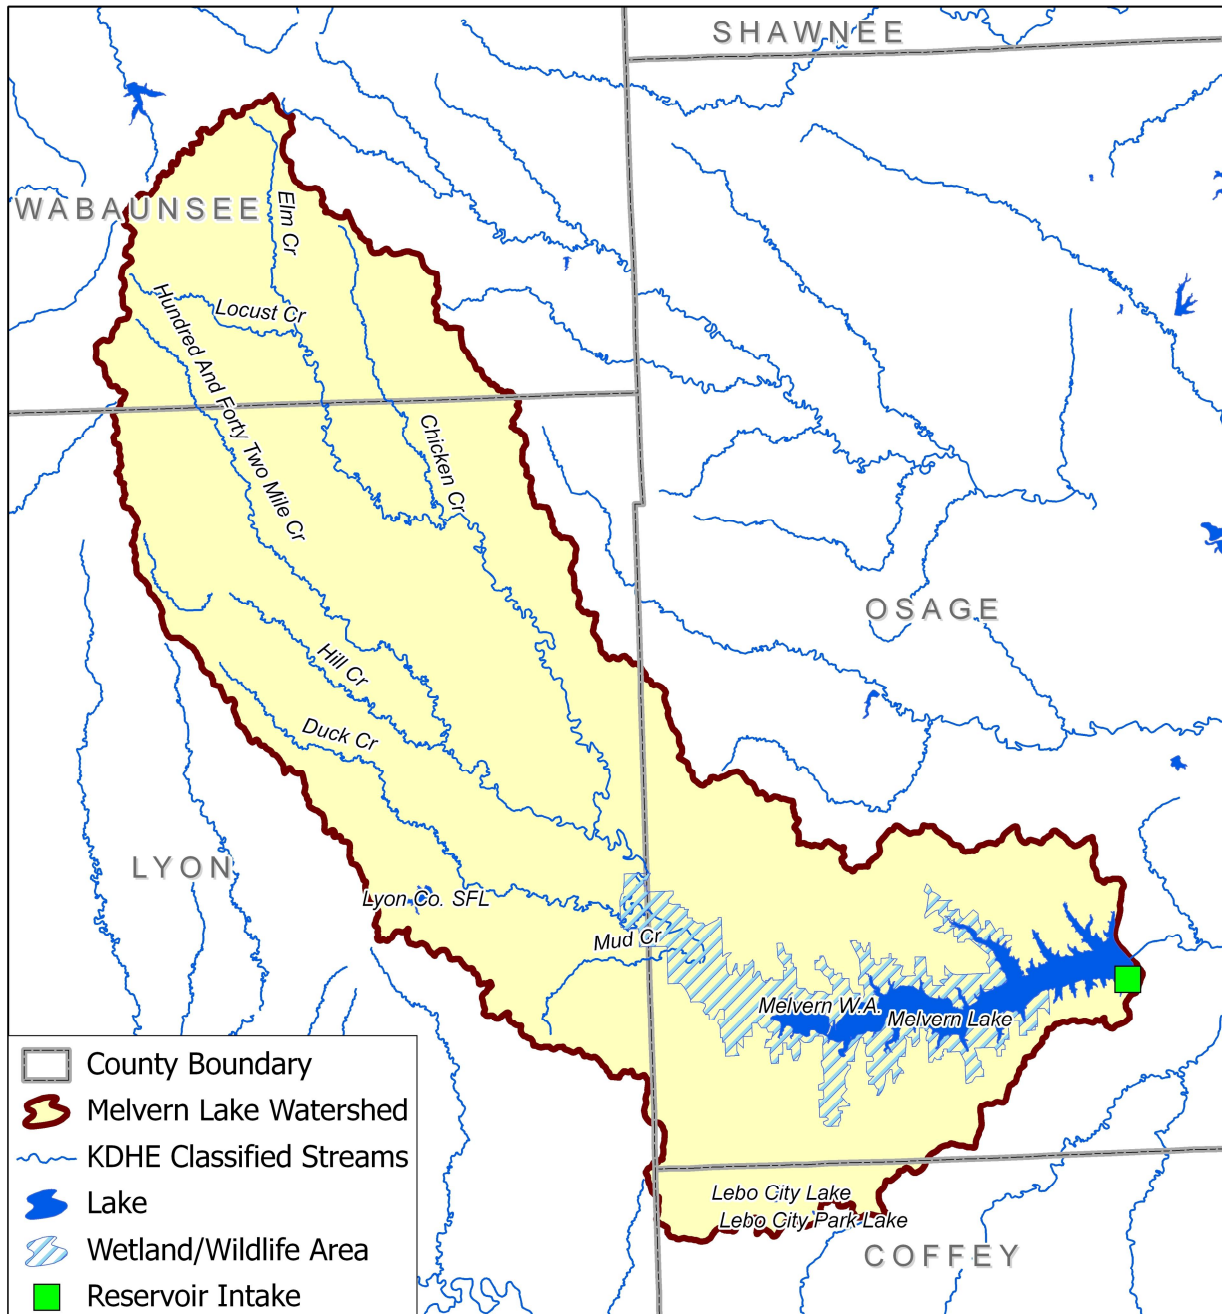 SHAWNEE
WABAUNSEE
Elm Cr
Locust Cr
Hundred And Forty Two Mile Cr
Chicken Cr
OSAGE
Hill Cr
Duck Cr
LYON
Lyon Co. SFL
Mud Cr
Melvern W.A.
Melvern Lake
County Boundary
Melvern Lake Watershed
KDHE Classified Streams
Lake
Wetland/Wildlife Area
Reservoir Intake
Lebo City Lake
Lebo City Park Lake
COFFEY